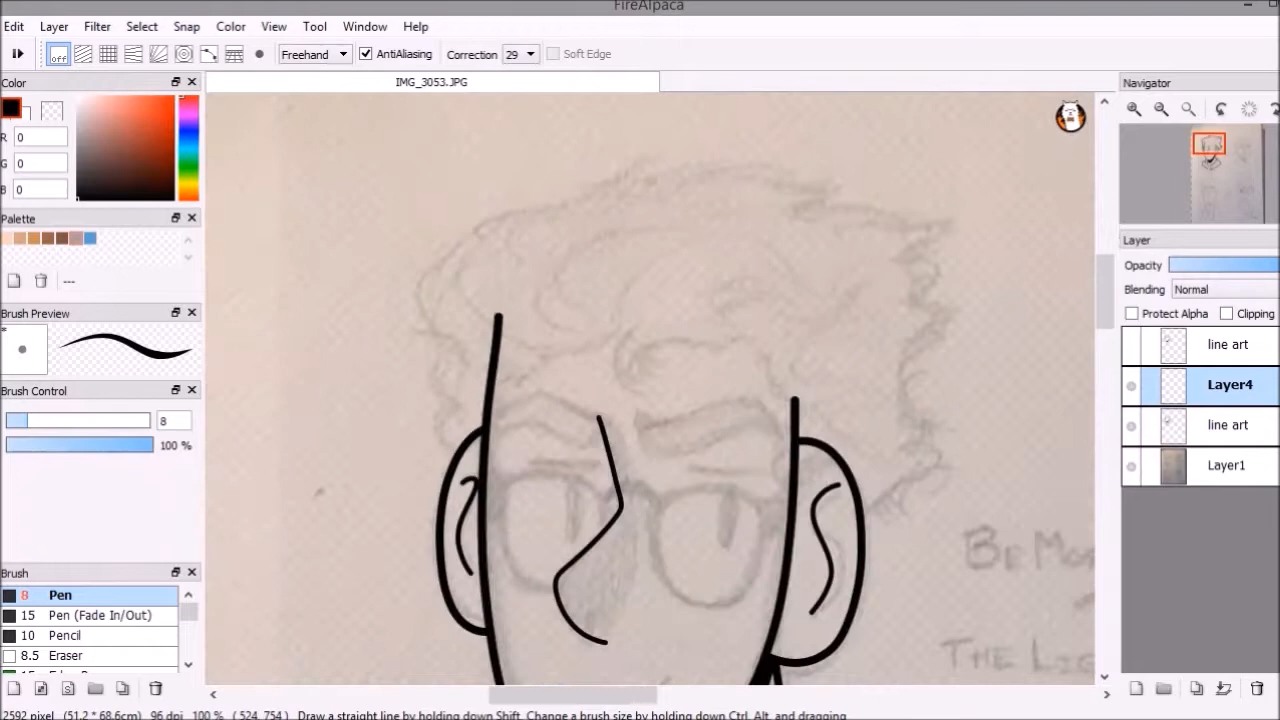 FireAlpaca
Edit Layer Filter Select Snap Color View Tool Window Help
off Freehand AntiAliasing Correction 29 Soft Edge
Color IMG_3053.JPG Navigator
R 0
G 0
B 0
Palette
---
Layer
Opacity
Blending Normal
Protect Alpha Clipping
Brush Preview
*
line art
Layer4
line art
Layer1
Brush Control
8
100 %
BE MO
THE LIG
Brush
8 Pen
15 Pen (Fade In/Out)
10 Pencil
8.5 Eraser
2592 pixel (51.2 * 68.6cm) 96 dpi 100 % ( 524, 754 ) Draw a straight line by holding down Shift, Change a brush size by holding down Ctrl, Alt, and dragging